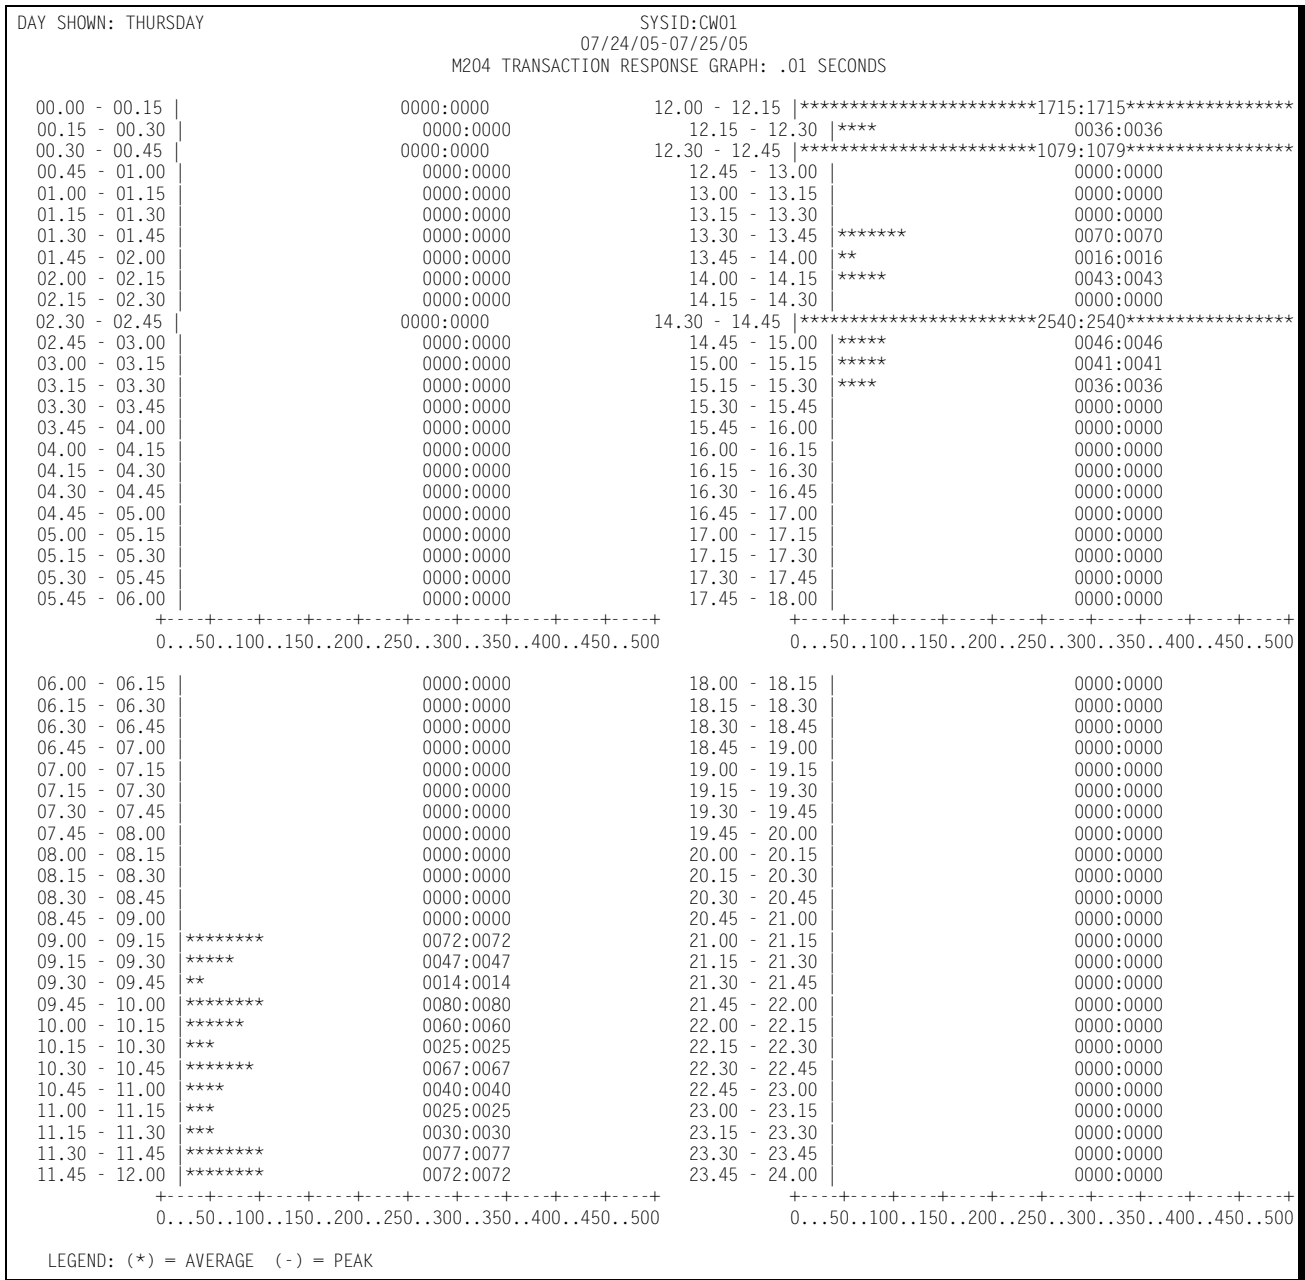 DAY SHOWN: THURSDAY                                            SYSID:CW01
                                                         07/24/05-07/25/05
                                            M204 TRANSACTION RESPONSE GRAPH: .01 SECONDS

  00.00 - 00.15 |                      0000:0000                 12.00 - 12.15 |************************1715:1715*****************
  00.15 - 00.30 |                        0000:0000                  12.15 - 12.30 |****                    0036:0036
  00.30 - 00.45 |                      0000:0000                 12.30 - 12.45 |************************1079:1079*****************
  00.45 - 01.00 |                        0000:0000                  12.45 - 13.00 |                        0000:0000
  01.00 - 01.15 |                        0000:0000                  13.00 - 13.15 |                        0000:0000
  01.15 - 01.30 |                        0000:0000                  13.15 - 13.30 |                        0000:0000
  01.30 - 01.45 |                        0000:0000                  13.30 - 13.45 |*******                 0070:0070
  01.45 - 02.00 |                        0000:0000                  13.45 - 14.00 |**                      0016:0016
  02.00 - 02.15 |                        0000:0000                  14.00 - 14.15 |*****                   0043:0043
  02.15 - 02.30 |                        0000:0000                  14.15 - 14.30 |                        0000:0000
  02.30 - 02.45 |                      0000:0000                 14.30 - 14.45 |************************2540:2540*****************
  02.45 - 03.00 |                        0000:0000                  14.45 - 15.00 |*****                   0046:0046
  03.00 - 03.15 |                        0000:0000                  15.00 - 15.15 |*****                   0041:0041
  03.15 - 03.30 |                        0000:0000                  15.15 - 15.30 |****                    0036:0036
  03.30 - 03.45 |                        0000:0000                  15.30 - 15.45 |                        0000:0000
  03.45 - 04.00 |                        0000:0000                  15.45 - 16.00 |                        0000:0000
  04.00 - 04.15 |                        0000:0000                  16.00 - 16.15 |                        0000:0000
  04.15 - 04.30 |                        0000:0000                  16.15 - 16.30 |                        0000:0000
  04.30 - 04.45 |                        0000:0000                  16.30 - 16.45 |                        0000:0000
  04.45 - 05.00 |                        0000:0000                  16.45 - 17.00 |                        0000:0000
  05.00 - 05.15 |                        0000:0000                  17.00 - 17.15 |                        0000:0000
  05.15 - 05.30 |                        0000:0000                  17.15 - 17.30 |                        0000:0000
  05.30 - 05.45 |                        0000:0000                  17.30 - 17.45 |                        0000:0000
  05.45 - 06.00 |                        0000:0000                  17.45 - 18.00 |                        0000:0000
              +----+----+----+----+----+----+----+----+----+----+              +----+----+----+----+----+----+----+----+----+----+
              0...50..100..150..200..250..300..350..400..450..500              0...50..100..150..200..250..300..350..400..450..500

  06.00 - 06.15 |                        0000:0000                  18.00 - 18.15 |                        0000:0000
  06.15 - 06.30 |                        0000:0000                  18.15 - 18.30 |                        0000:0000
  06.30 - 06.45 |                        0000:0000                  18.30 - 18.45 |                        0000:0000
  06.45 - 07.00 |                        0000:0000                  18.45 - 19.00 |                        0000:0000
  07.00 - 07.15 |                        0000:0000                  19.00 - 19.15 |                        0000:0000
  07.15 - 07.30 |                        0000:0000                  19.15 - 19.30 |                        0000:0000
  07.30 - 07.45 |                        0000:0000                  19.30 - 19.45 |                        0000:0000
  07.45 - 08.00 |                        0000:0000                  19.45 - 20.00 |                        0000:0000
  08.00 - 08.15 |                        0000:0000                  20.00 - 20.15 |                        0000:0000
  08.15 - 08.30 |                        0000:0000                  20.15 - 20.30 |                        0000:0000
  08.30 - 08.45 |                        0000:0000                  20.30 - 20.45 |                        0000:0000
  08.45 - 09.00 |                        0000:0000                  20.45 - 21.00 |                        0000:0000
  09.00 - 09.15 |********                0072:0072                  21.00 - 21.15 |                        0000:0000
  09.15 - 09.30 |*****                   0047:0047                  21.15 - 21.30 |                        0000:0000
  09.30 - 09.45 |**                      0014:0014                  21.30 - 21.45 |                        0000:0000
  09.45 - 10.00 |********                0080:0080                  21.45 - 22.00 |                        0000:0000
  10.00 - 10.15 |******                  0060:0060                  22.00 - 22.15 |                        0000:0000
  10.15 - 10.30 |***                     0025:0025                  22.15 - 22.30 |                        0000:0000
  10.30 - 10.45 |*******                 0067:0067                  22.30 - 22.45 |                        0000:0000
  10.45 - 11.00 |****                    0040:0040                  22.45 - 23.00 |                        0000:0000
  11.00 - 11.15 |***                     0025:0025                  23.00 - 23.15 |                        0000:0000
  11.15 - 11.30 |***                     0030:0030                  23.15 - 23.30 |                        0000:0000
  11.30 - 11.45 |********                0077:0077                  23.30 - 23.45 |                        0000:0000
  11.45 - 12.00 |********                0072:0072                  23.45 - 24.00 |                        0000:0000
              +----+----+----+----+----+----+----+----+----+----+              +----+----+----+----+----+----+----+----+----+----+
              0...50..100..150..200..250..300..350..400..450..500              0...50..100..150..200..250..300..350..400..450..500

   LEGEND: (*) = AVERAGE  (-) = PEAK